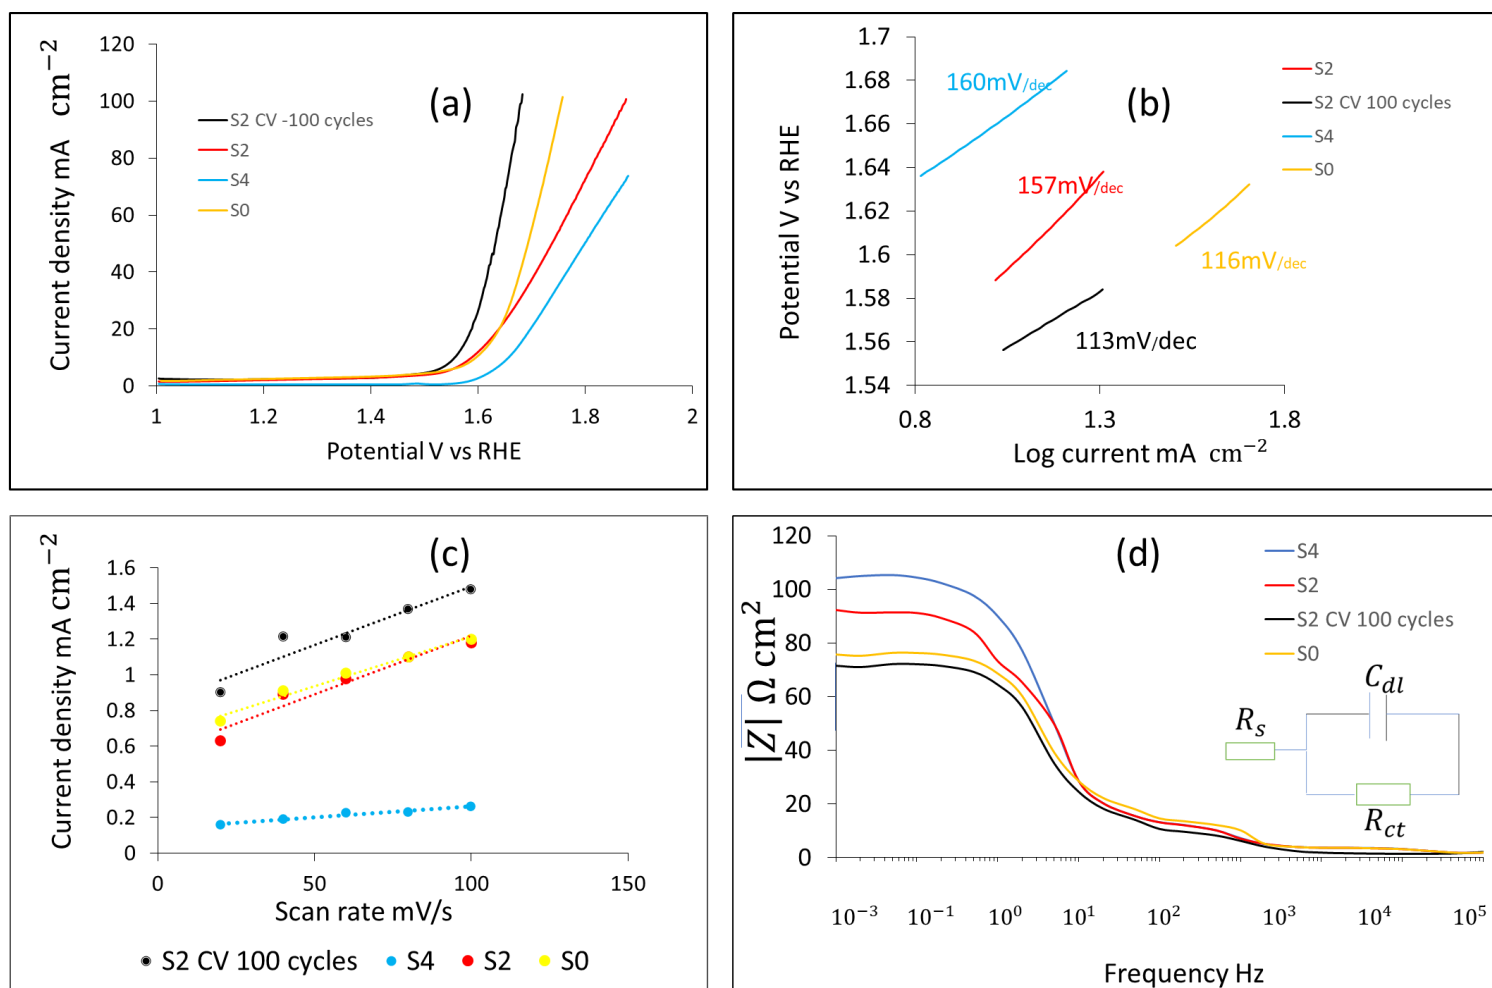 (a)
Current density mA cm−2
120
100
80
60
40
20
0
S2 CV -100 cycles
S2
S4
S0
1
1.2
1.4
1.6
1.8
2
Potential V vs RHE
(b)
Potential V vs RHE
1.7
1.68
1.66
1.64
1.62
1.6
1.58
1.56
1.54
160mV/dec
157mV/dec
116mV/dec
113mV/dec
S2
S2 CV 100 cycles
S4
S0
0.8
1.3
1.8
Log current mA cm−2
(c)
Current density mA cm−2
1.6
1.4
1.2
1
0.8
0.6
0.4
0.2
0
0
50
100
150
Scan rate mV/s
S2 CV 100 cycles
S4
S2
S0
(d)
|Z| Ω cm2
120
100
80
60
40
20
0
S4
S2
S2 CV 100 cycles
S0
Cdl
Rs
Rct
10−3
10−1
100
101
102
103
104
105
Frequency Hz